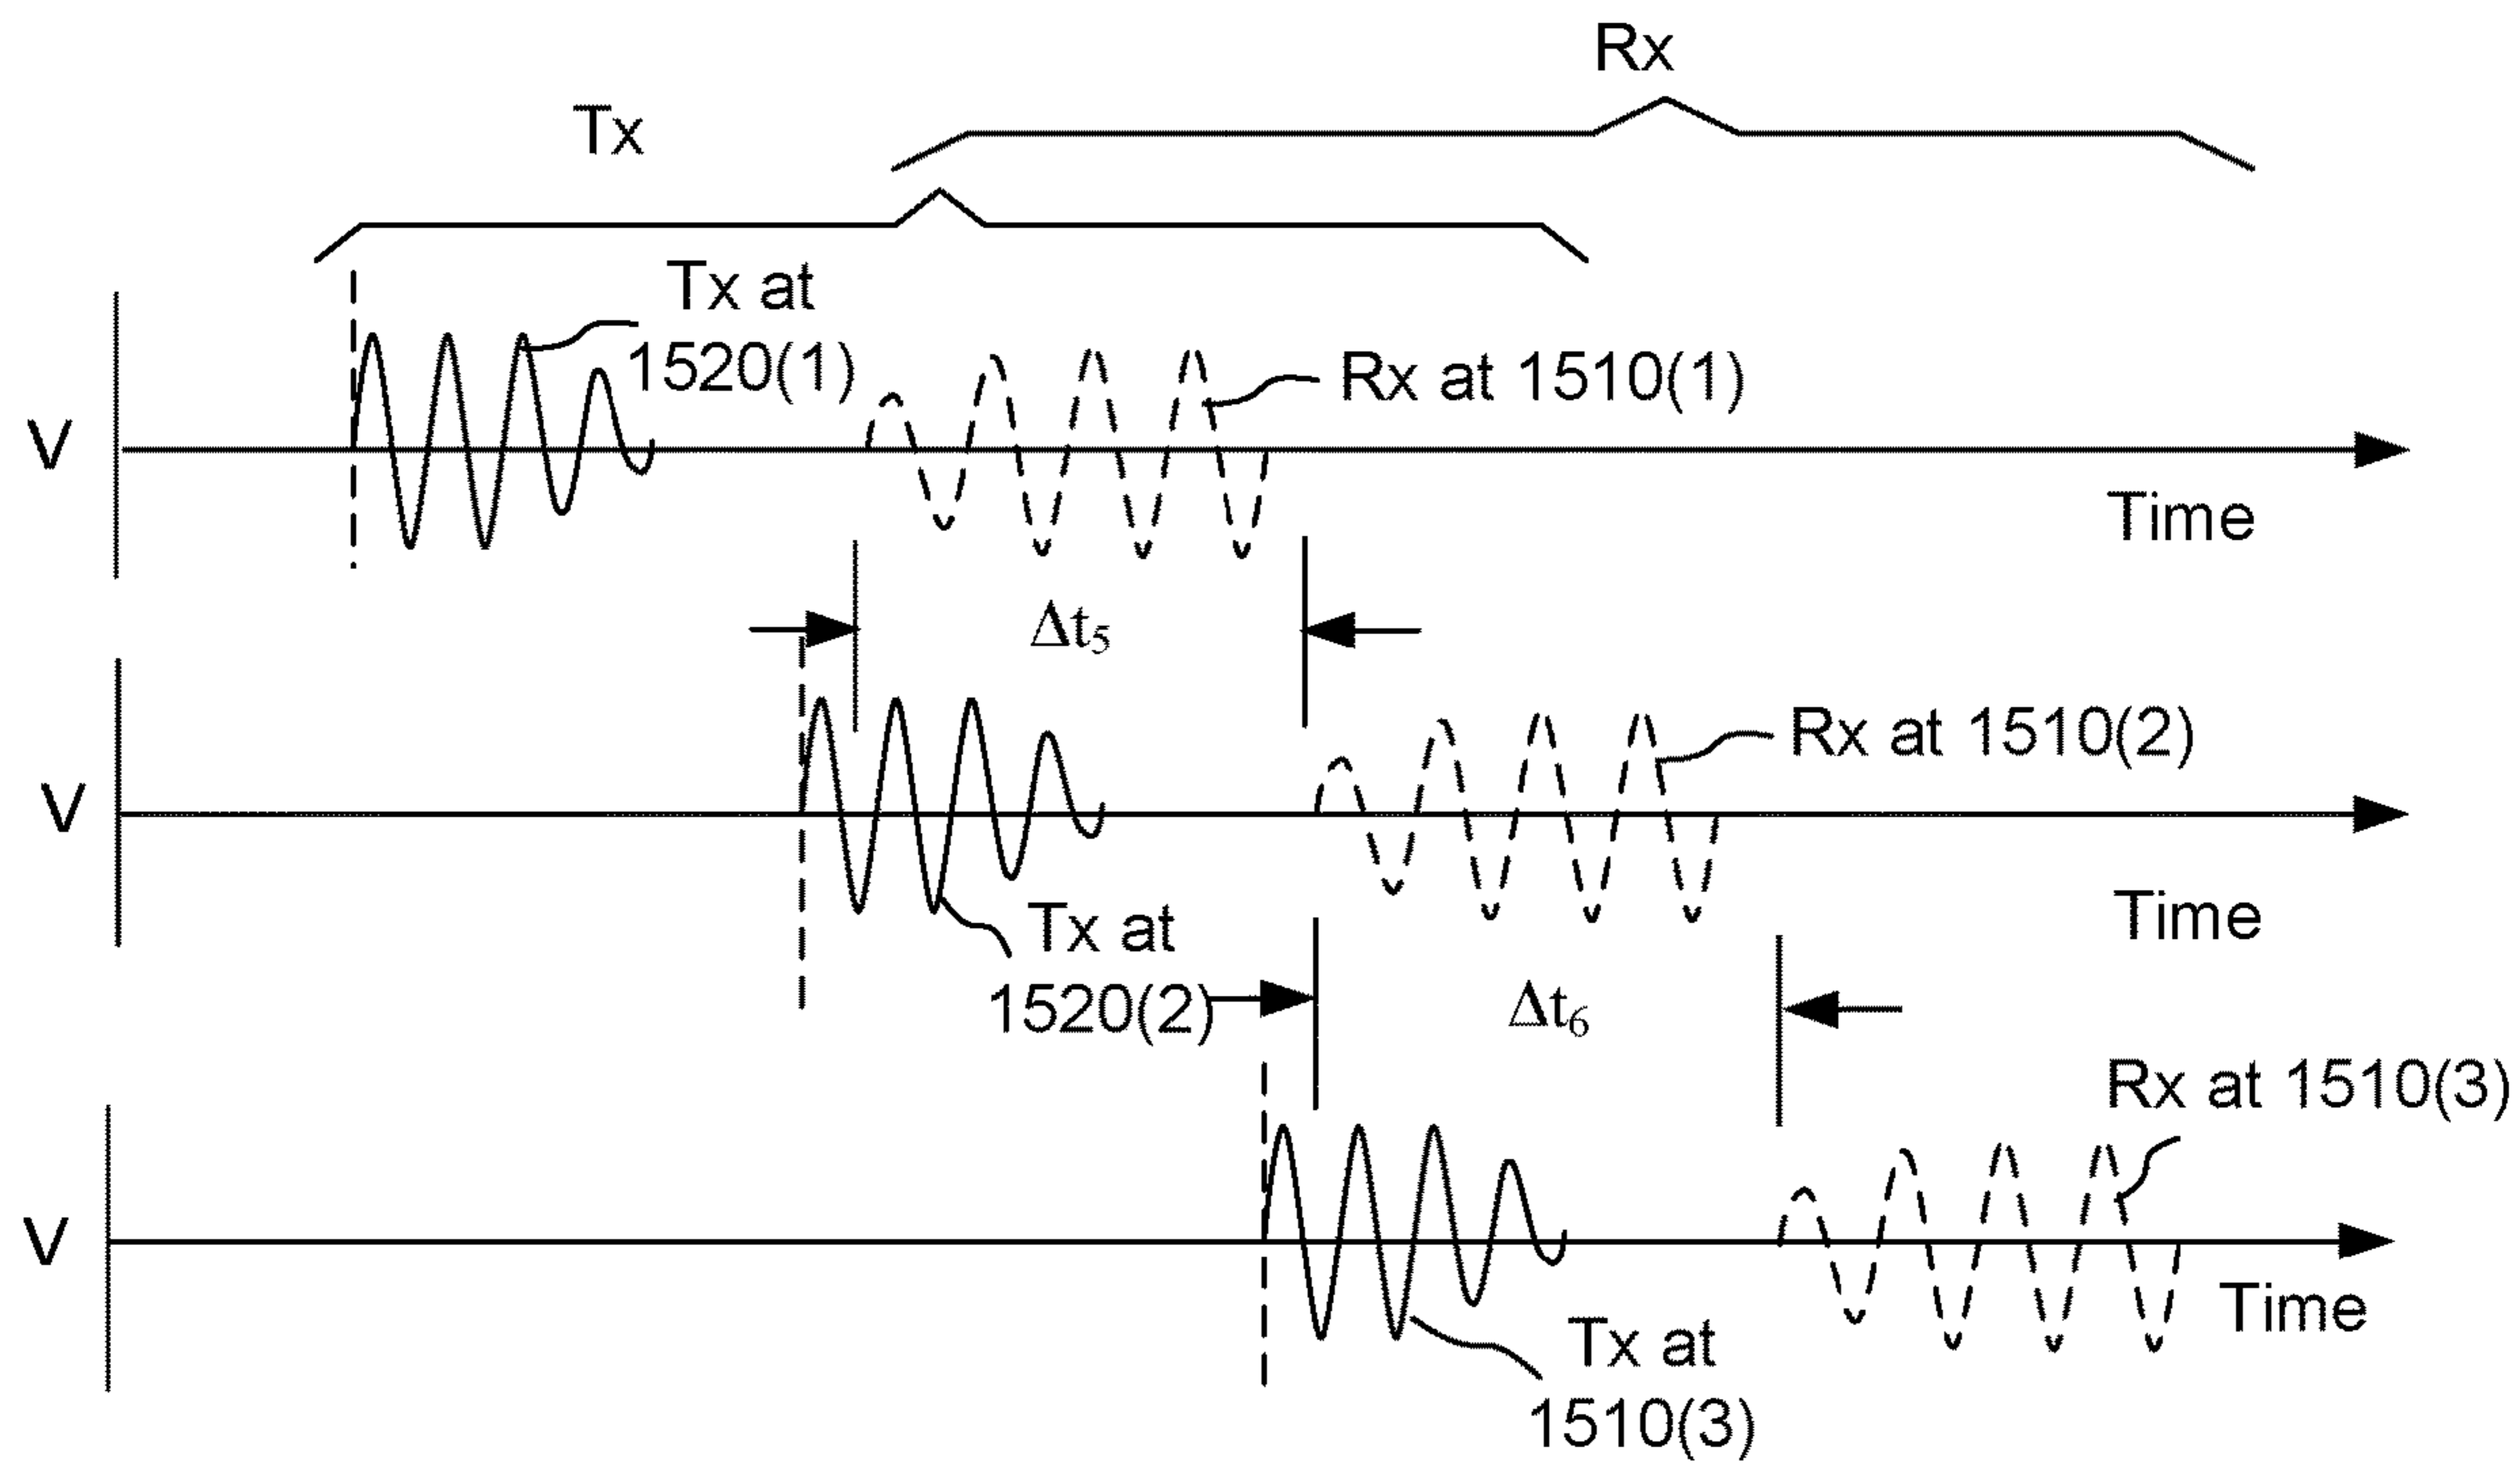 Rx
Tx
Tx at
1520(1)
Rx at 1510(1)
V
Time
Δt5
Rx at 1510(2)
V
Time
Tx at
1520(2)
Δt6
Rx at 1510(3)
V
Time
Tx at
1510(3)